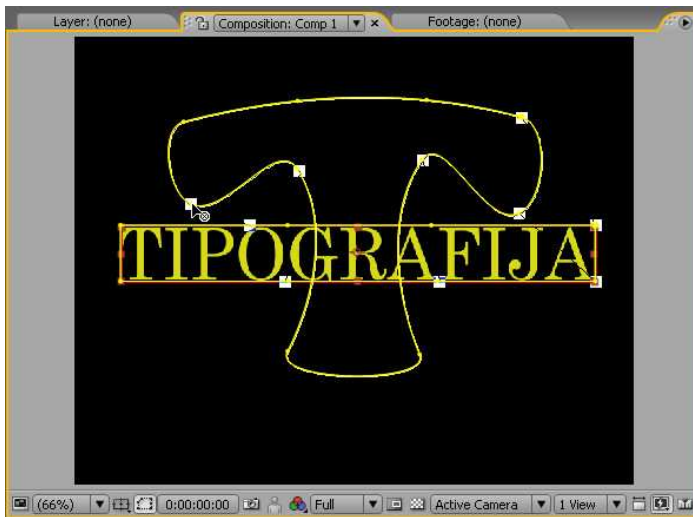 Layer: (none) Composition: Comp 1 Footage: (none)
TIPOGRAFIJA
(66%) 0:00:00:00 Full Active Camera 1 View